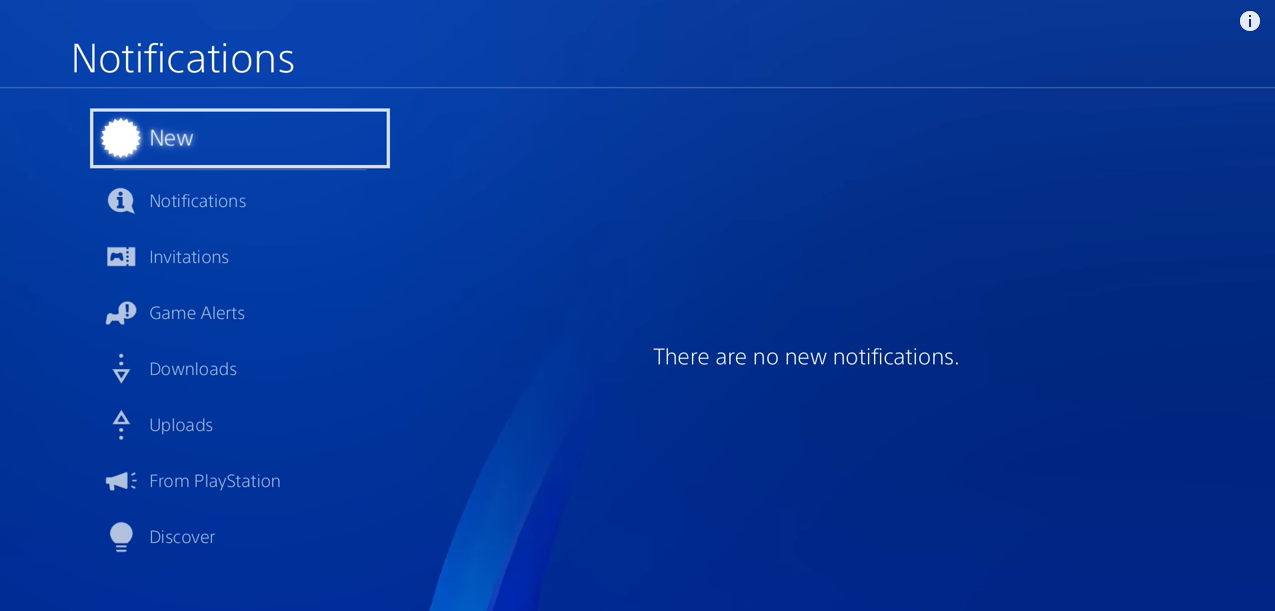 Notifications
New
Notifications
Invitations
Game Alerts
Downloads
Uploads
From PlayStation
Discover
There are no new notifications.